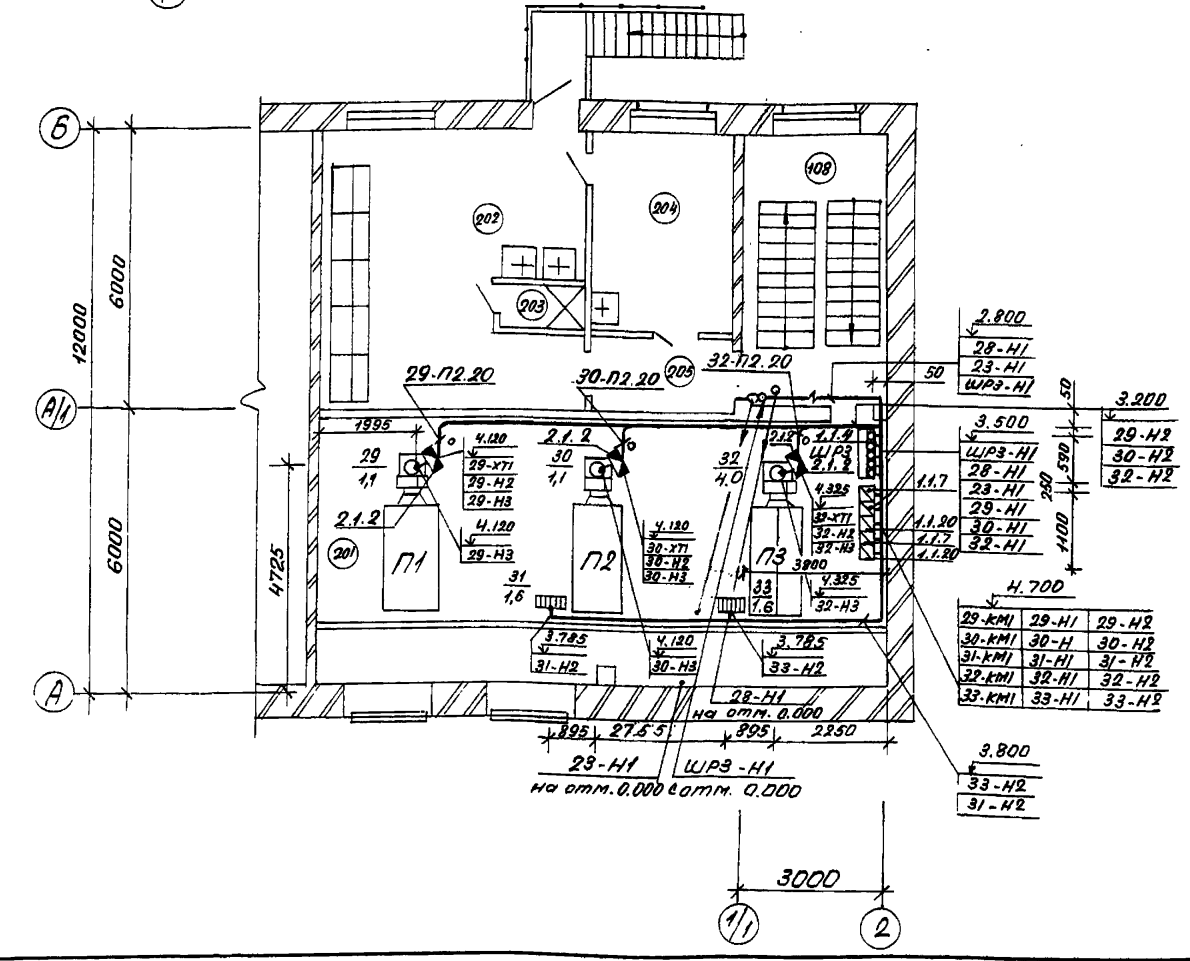 Б
12000
6000
108
202
204
203
205
2.800
28-Н1
23-Н1
ШРЗ-Н1
50
29-П2.20
30-П2.20
32-П2.20
А/1
50
3.200
29-Н2
30-Н2
32-Н2
3.500
ШРЗ-Н1
28-Н1
23-Н1
29-Н1
30-Н1
32-Н1
590
250
1100
1995
29
1,1
4.120
29-ХТ1
29-Н2
29-Н3
2.1.2
30
1,1
32
4.0
2.1.2
1.1.4
ШРЗ
2.1.2
4.325
32-ХТ1
32-Н2
32-Н3
1.1.7
1.1.20
1.1.7
1.1.20
2.1.2
201
4.120
29-Н3
4.120
30-ХТ1
30-Н2
30-Н3
П1
П2
П3
3800
6000
4725
31
1,6
33
1.6
4.325
32-Н3
4.700
29-КМ1 29-Н1 29-Н2
30-КМ1 30-Н 30-Н2
31-КМ1 31-Н1 31-Н2
32-КМ1 32-Н1 32-Н2
33-КМ1 33-Н1 33-Н2
3.785
31-Н2
4.120
30-Н3
3.785
33-Н2
А
28-Н1
на отм. 0.000
895 2755 895 2250
23-Н1
на отм. 0.000
ШРЗ-Н1
с отм. 0.000
3.800
33-Н2
31-Н2
3000
1/1
2